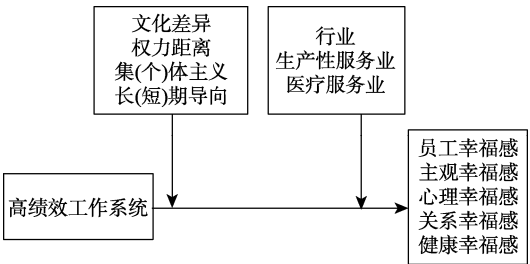 文化差异
权力距离
集(个)体主义
长(短)期导向
行业
生产性服务业
医疗服务业
高绩效工作系统
员工幸福感
主观幸福感
心理幸福感
关系幸福感
健康幸福感